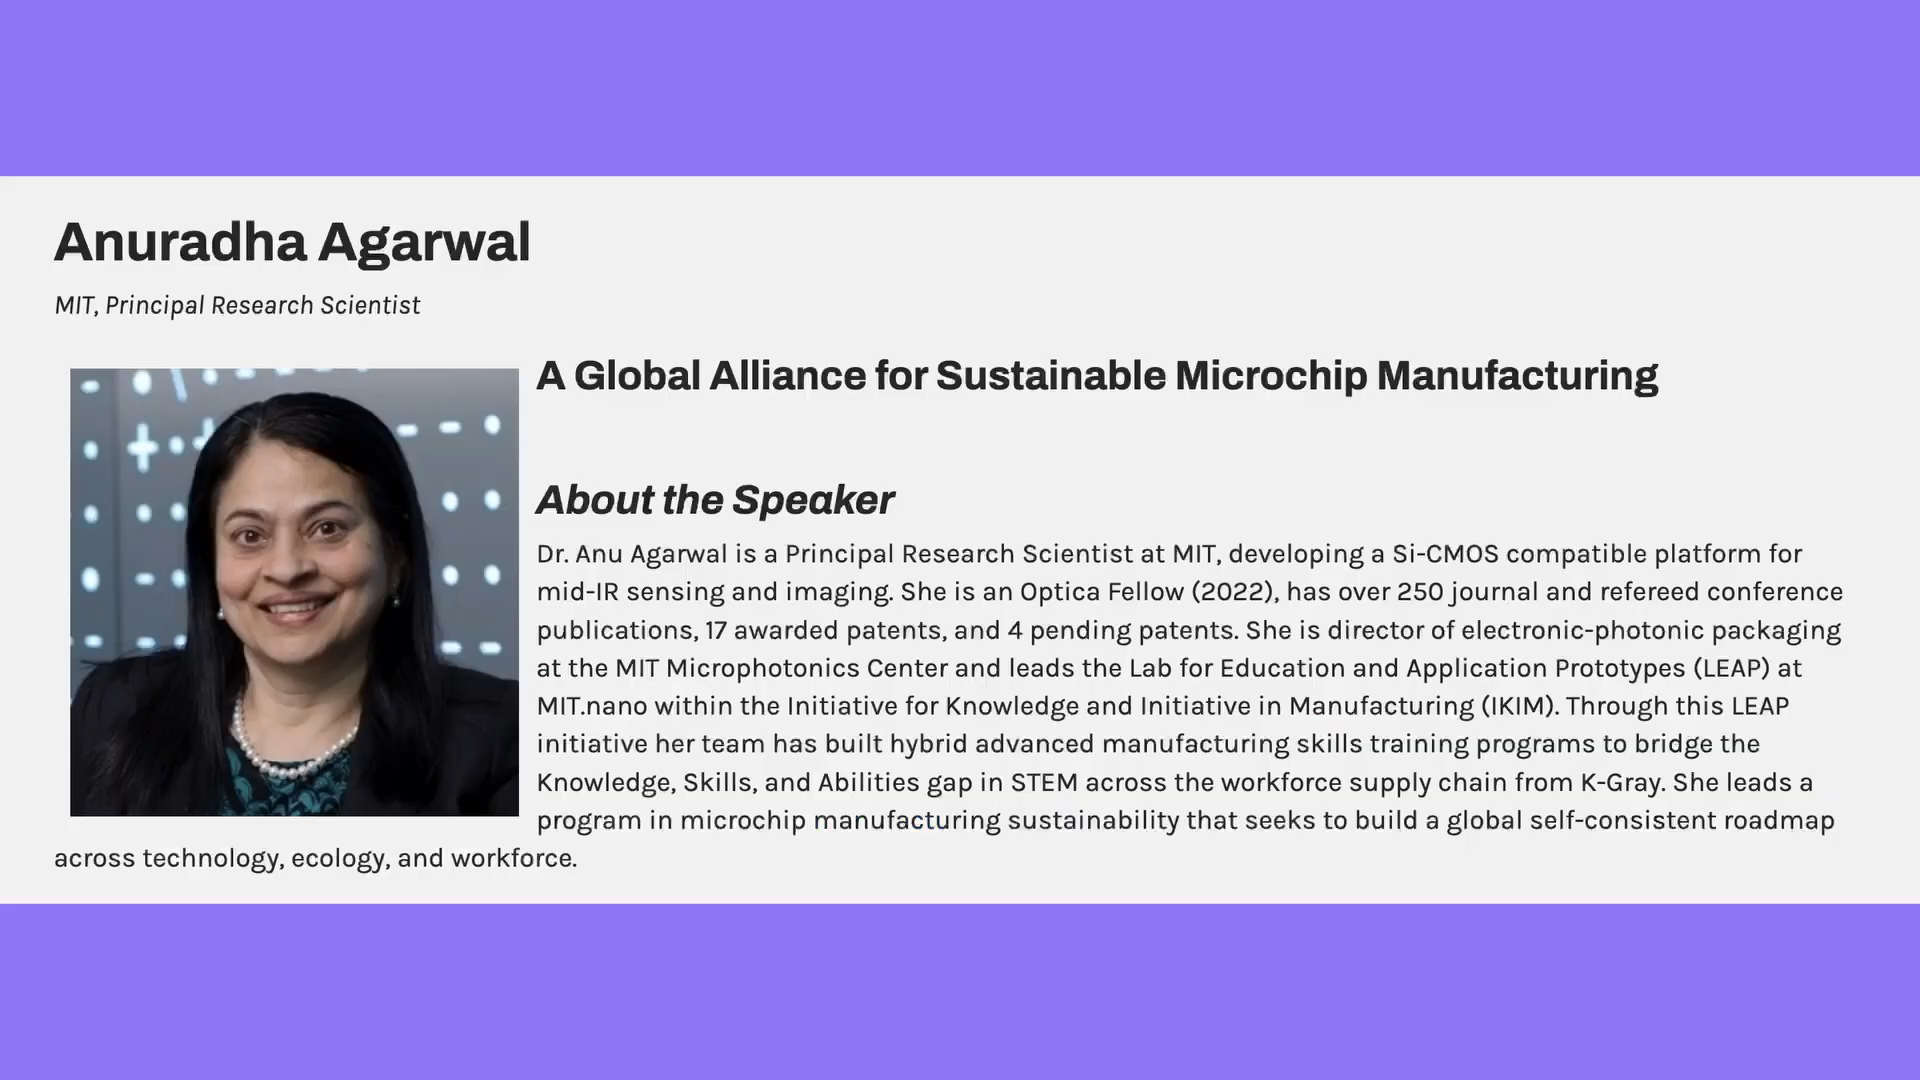 Anuradha Agarwal
MIT, Principal Research Scientist
A Global Alliance for Sustainable Microchip Manufacturing
About the Speaker
Dr. Anu Agarwal is a Principal Research Scientist at MIT, developing a Si-CMOS compatible platform for
mid-IR sensing and imaging. She is an Optica Fellow (2022), has over 250 journal and refereed conference
publications, 17 awarded patents, and 4 pending patents. She is director of electronic-photonic packaging
at the MIT Microphotonics Center and leads the Lab for Education and Application Prototypes (LEAP) at
MIT.nano within the Initiative for Knowledge and Initiative in Manufacturing (IKIM). Through this LEAP
initiative her team has built hybrid advanced manufacturing skills training programs to bridge the
Knowledge, Skills, and Abilities gap in STEM across the workforce supply chain from K-Gray. She leads a
program in microchip manufacturing sustainability that seeks to build a global self-consistent roadmap
across technology, ecology, and workforce.